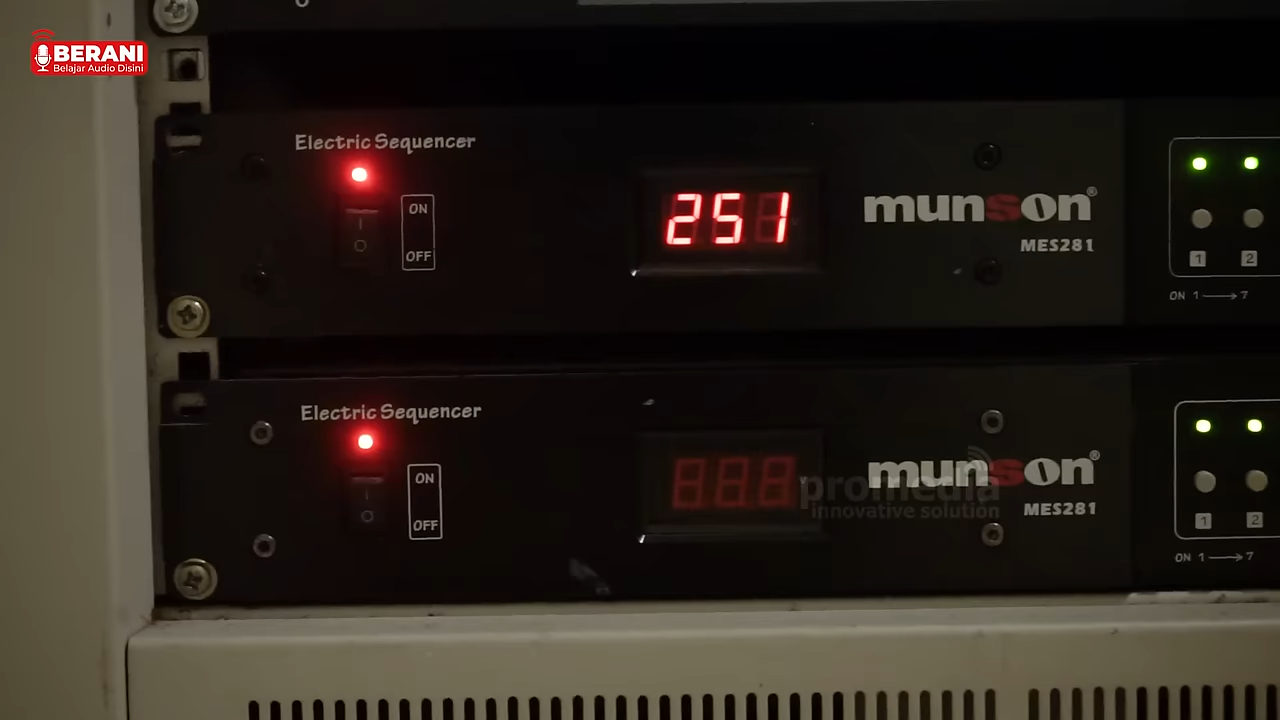 BERANI
Belajar Audio Disini
Electric Sequencer
ON
OFF
251
munson®
MES281
1 2
ON 1 → 7
Electric Sequencer
ON
OFF
munson®
MES281
promedia
innovative solution
1 2
ON 1 → 7